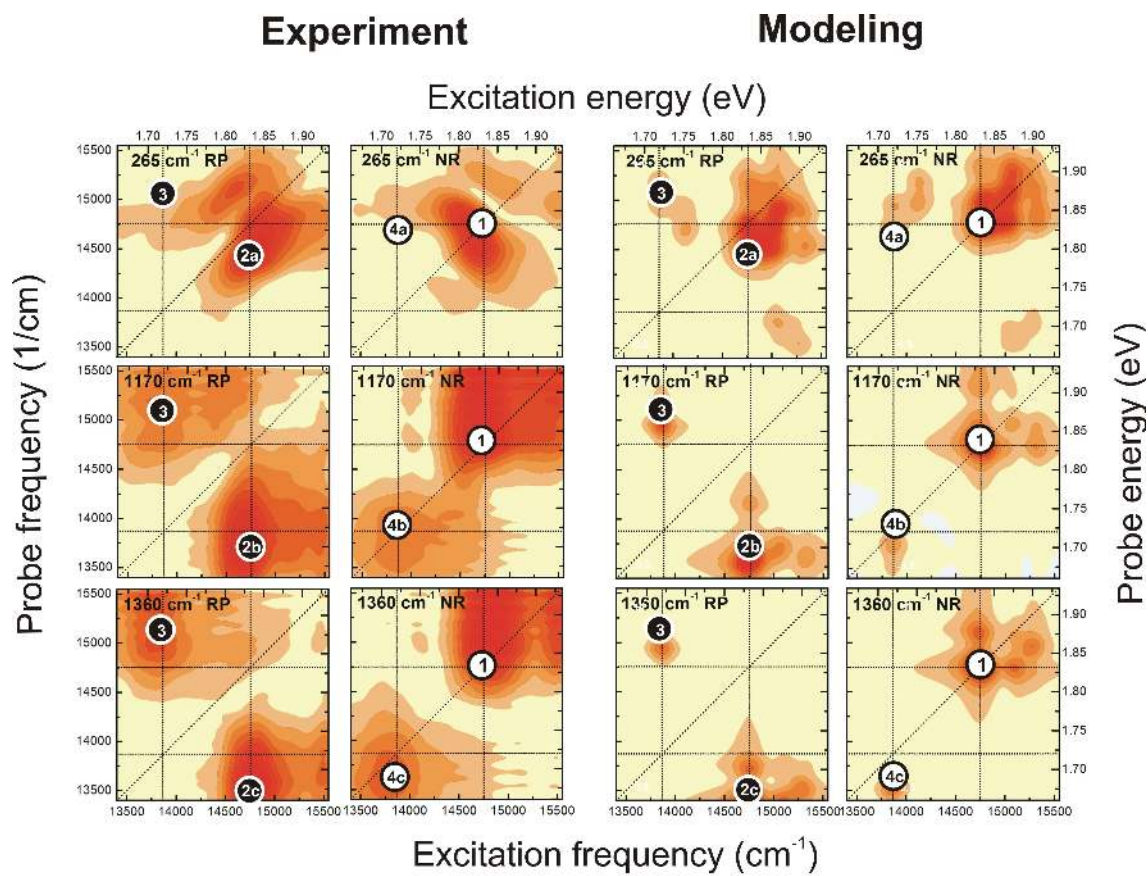 Experiment Modeling
Excitation energy (eV)
1.70 1.75 1.80 1.85 1.90 1.70 1.75 1.80 1.85 1.90 1.70 1.75 1.80 1.85 1.90 1.70 1.75 1.80 1.85 1.90
Probe frequency (1/cm)
15500
15000
14500
14000
13500
265 cm-1 RP
3
2a
265 cm-1 NR
4a
1
265 cm-1 RP
3
2a
265 cm-1 NR
4a
1
1.90
1.85
1.80
1.75
1.70
15500
15000
14500
14000
13500
1170 cm-1 RP
3
2b
1170 cm-1 NR
1
4b
1170 cm-1 RP
3
2b
1170 cm-1 NR
1
4b
1.90
1.85
1.80
1.75
1.70
15500
15000
14500
14000
13500
1360 cm-1 RP
3
2c
1360 cm-1 NR
1
4c
1360 cm-1 RP
3
2c
1360 cm-1 NR
1
4c
1.90
1.85
1.80
1.75
1.70
Probe energy (eV)
13500 14000 14500 15000 15500 13500 14000 14500 15000 15500 13500 14000 14500 15000 15500 13500 14000 14500 15000 15500
Excitation frequency (cm-1)